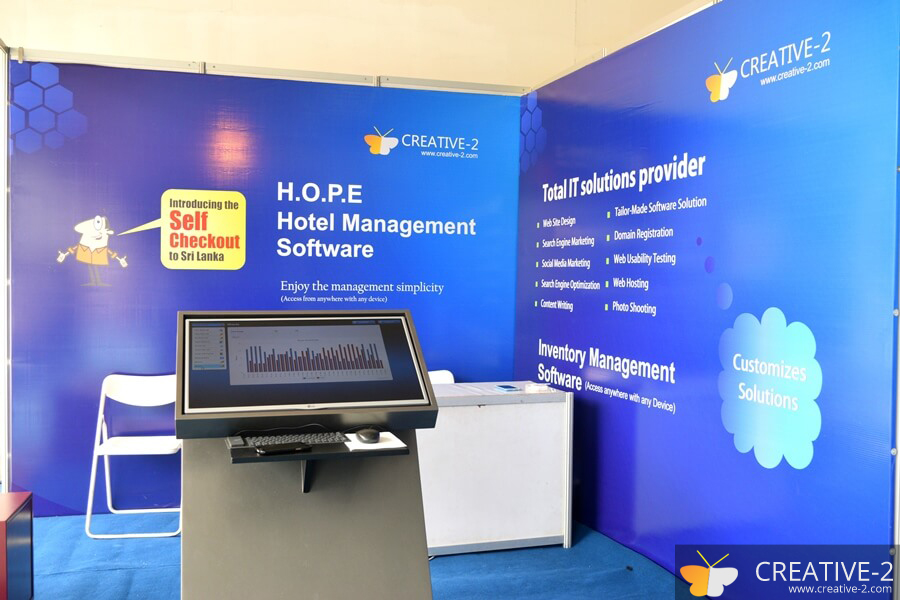 CREATIVE-2
www.creative-2.com
Introducing the
Self
Checkout
to Sri Lanka
H.O.P.E
Hotel Management
Software
Enjoy the management simplicity
(Access from anywhere with any device)
CREATIVE-2
www.creative-2.com
Total IT solutions provider
Web Site Design
Search Engine Marketing
Social Media Marketing
Search Engine Optimization
Content Writing
Tailor-Made Software Solution
Domain Registration
Web Usability Testing
Web Hosting
Photo Shooting
Inventory Management
Software (Access anywhere with any Device)
Customizes
Solutions
CREATIVE-2
www.creative-2.com